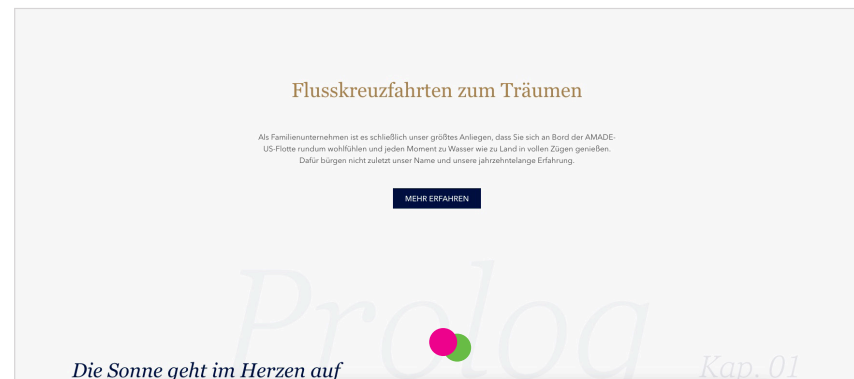 Flusskreuzfahrten zum Träumen
Als Familienunternehmen ist es schließlich unser größtes Anliegen, dass Sie sich an Bord der AMADE-
US-Flotte rundum wohlfühlen und jeden Moment zu Wasser wie zu Land in vollen Zügen genießen.
Dafür bürgen nicht zuletzt unser Name und unsere jahrzehntelange Erfahrung.
MEHR ERFAHREN
Prolog
Die Sonne geht im Herzen auf
Kap. 01